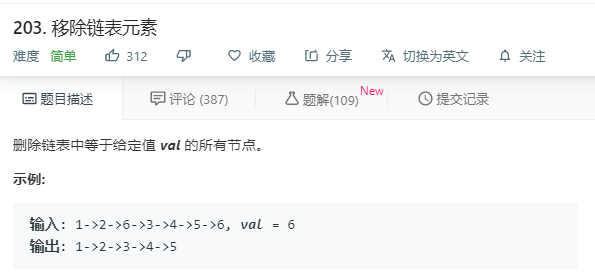 203. 移除链表元素
难度 简单 312 收藏 分享 切换为英文 关注
题目描述 评论 (387) 题解(109) New 提交记录
删除链表中等于给定值 val 的所有节点。
示例:
输入: 1->2->6->3->4->5->6, val = 6
输出: 1->2->3->4->5